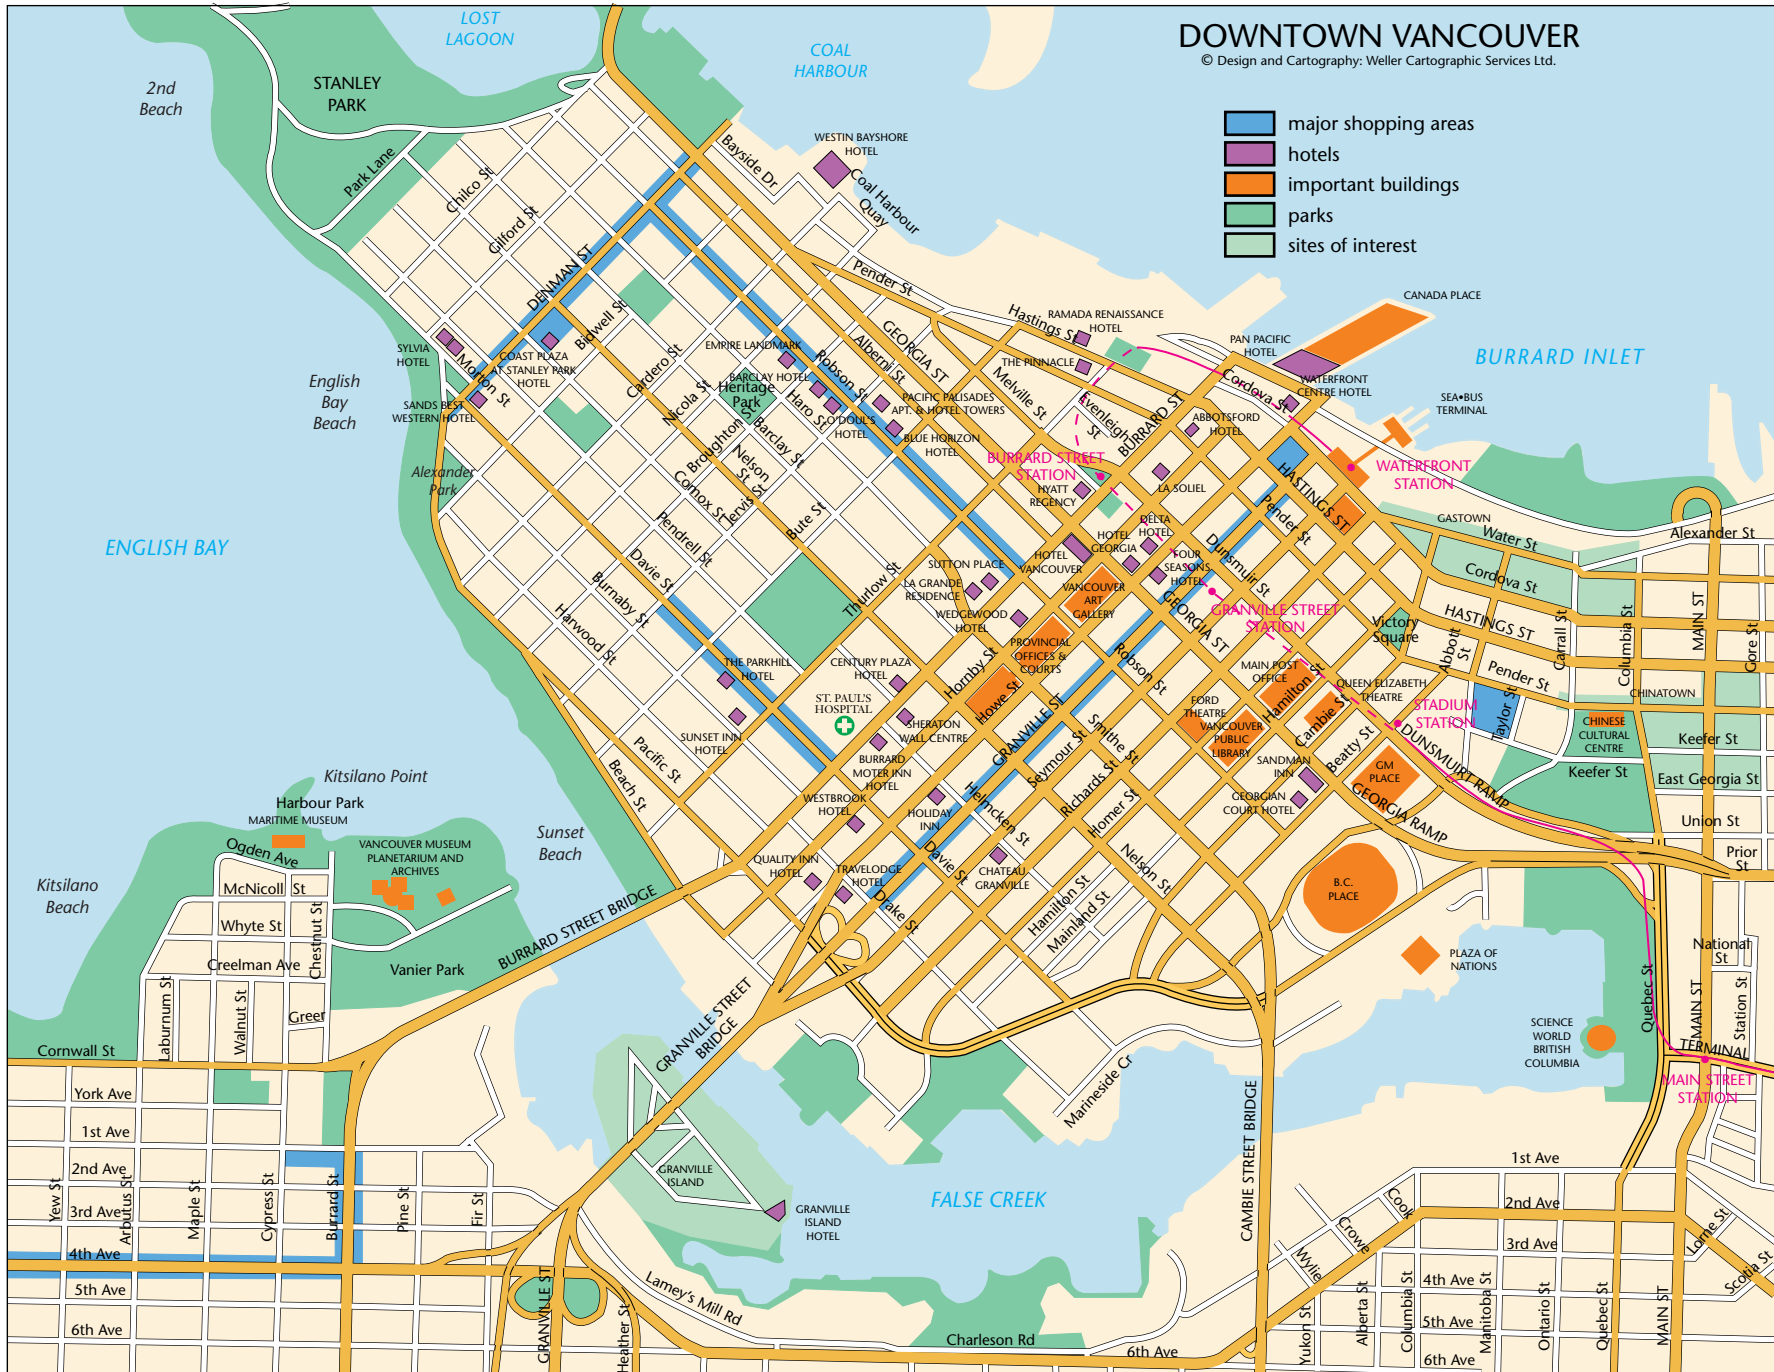 DOWNTOWN VANCOUVER
© Design and Cartography: Weller Cartographic Services Ltd.
major shopping areas
hotels
important buildings
parks
sites of interest
LOST
LAGOON
COAL
HARBOUR
2nd
Beach
STANLEY
PARK
WESTIN BAYSHORE
HOTEL
Bayside Dr
Coal Harbour
Quay
Park Lane
Chilco St
Gilford St
DENMAN ST
Bidwell St
Cardero St
Nicola St
Broughton St
Jervis St
Bute St
Thurlow St
Pender St
Hastings St
RAMADA RENAISSANCE
HOTEL
THE PINNACLE
CANADA PLACE
PAN PACIFIC
HOTEL
BURRARD INLET
WATERFRONT
CENTRE HOTEL
Cordova St
SEA•BUS
TERMINAL
GEORGIA ST
Alberni St
Robson St
Melville St
Evenleigh
St
BURRARD ST
ABBOTSFORD
HOTEL
EMPIRE LANDMARK
BARCLAY HOTEL
Heritage
Park
Haro St
O'DOUL'S
HOTEL
PACIFIC PALISADES
APT. & HOTEL TOWERS
BLUE HORIZON
HOTEL
SYLVIA
HOTEL
Morton St
COAST PLAZA
AT STANLEY PARK
HOTEL
SANDS BEST
WESTERN HOTEL
English
Bay
Beach
Alexander
Park
Barclay St
Nelson
St
Comox St
Pendrell St
Davie St
Burnaby St
Harwood St
Pacific St
Beach St
ENGLISH BAY
BURRARD STREET
STATION
HYATT
REGENCY
LA SOLIEL
WATERFRONT
STATION
HASTINGS ST
Pender St
Dunsmuir St
GEORGIA ST
Robson St
GASTOWN
Water St
Alexander St
Cordova St
HASTINGS ST
Pender St
DELTA
HOTEL
HOTEL
GEORGIA
FOUR
SEASONS
HOTEL
HOTEL
VANCOUVER
SUTTON PLACE
LA GRANDE
RESIDENCE
WEDGEWOOD
HOTEL
VANCOUVER
ART
GALLERY
PROVINCIAL
OFFICES &
COURTS
GRANVILLE STREET
STATION
Victory
Square
Abbott
St
Carrall St
Columbia St
MAIN ST
Gore St
CHINATOWN
THE PARKHILL
HOTEL
CENTURY PLAZA
HOTEL
ST. PAUL'S
HOSPITAL
SUNSET INN
HOTEL
SHERATON
WALL CENTRE
BURRARD
MOTER INN
HOTEL
WESTBROOK
HOTEL
HOLIDAY
INN
QUALITY INN
HOTEL
TRAVELODGE
HOTEL
CHATEAU
GRANVILLE
Hornby St
Howe St
GRANVILLE ST
Seymour St
Richards St
Homer St
Hamilton St
Mainland St
Smithe St
Helmcken St
Davie St
Drake St
Nelson St
MAIN POST
OFFICE
Hamilton St
Cambie St
Beatty St
QUEEN ELIZABETH
THEATRE
FORD
THEATRE
VANCOUVER
PUBLIC
LIBRARY
SANDMAN
INN
GEORGIAN
COURT HOTEL
STADIUM
STATION
Taylor St
CHINESE
CULTURAL
CENTRE
Keefer St
Keefer St
East Georgia St
Union St
Prior
St
GM
PLACE
DUNSMUIRT RAMP
GEORGIA RAMP
B.C.
PLACE
PLAZA OF
NATIONS
Kitsilano Point
Harbour Park
MARITIME MUSEUM
VANCOUVER MUSEUM
PLANETARIUM AND
ARCHIVES
Sunset
Beach
Kitsilano
Beach
Ogden Ave
McNicoll St
Whyte St
Creelman Ave
Greer
Chestnut St
Laburnum St
Walnut St
Vanier Park
BURRARD STREET BRIDGE
GRANVILLE STREET
BRIDGE
CAMBIE STREET BRIDGE
Marineside Cr
SCIENCE
WORLD
BRITISH
COLUMBIA
National
St
Station St
Quebec St
MAIN ST
TERMINAL
MAIN STREET
STATION
Cornwall St
York Ave
1st Ave
2nd Ave
3rd Ave
4th Ave
5th Ave
6th Ave
Yew St
Arbutus St
Maple St
Cypress St
Burrard St
Pine St
Fir St
GRANVILLE
ISLAND
GRANVILLE
ISLAND
HOTEL
FALSE CREEK
GRANVILLE ST
Heather St
Lamey's Mill Rd
Charleson Rd
6th Ave
1st Ave
2nd Ave
3rd Ave
4th Ave
5th Ave
6th Ave
Cook
Crowe
Wylie
Yukon St
Alberta St
Columbia St
Manitoba St
Ontario St
Quebec St
MAIN ST
Lorne St
Scotia St